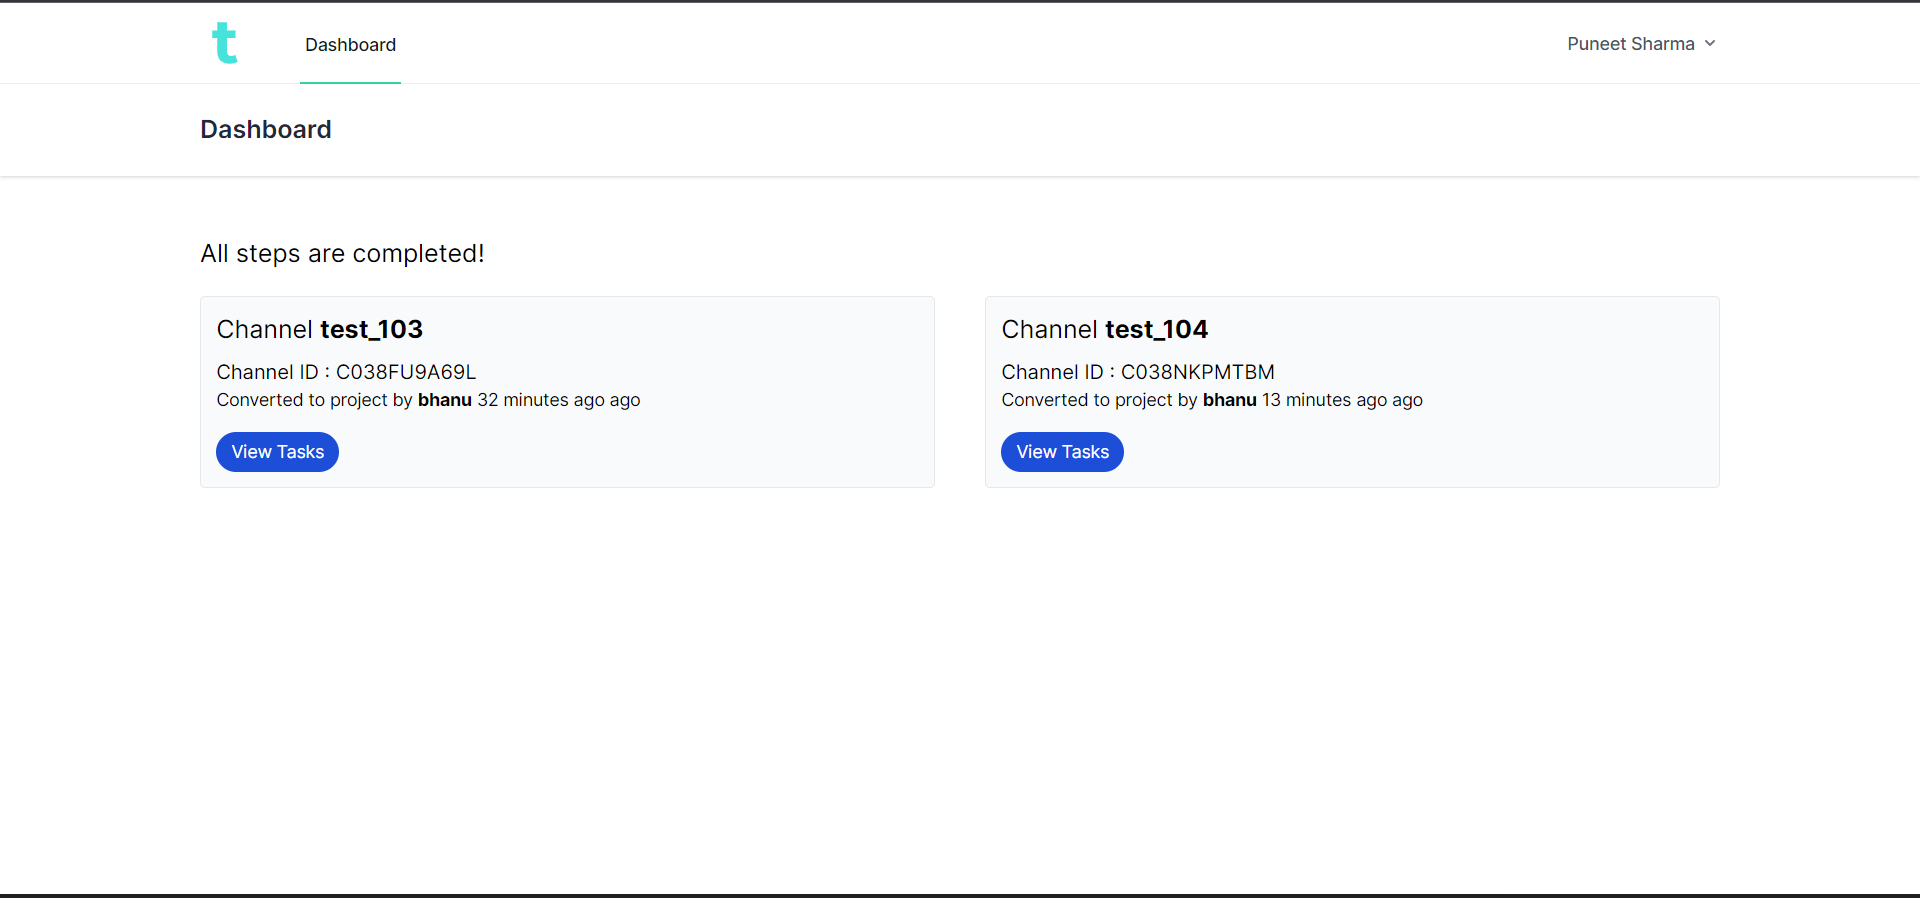 t
Dashboard
Puneet Sharma
Dashboard
All steps are completed!
Channel test_103
Channel ID : C038FU9A69L
Converted to project by bhanu 32 minutes ago ago
View Tasks
Channel test_104
Channel ID : C038NKPMTBM
Converted to project by bhanu 13 minutes ago ago
View Tasks